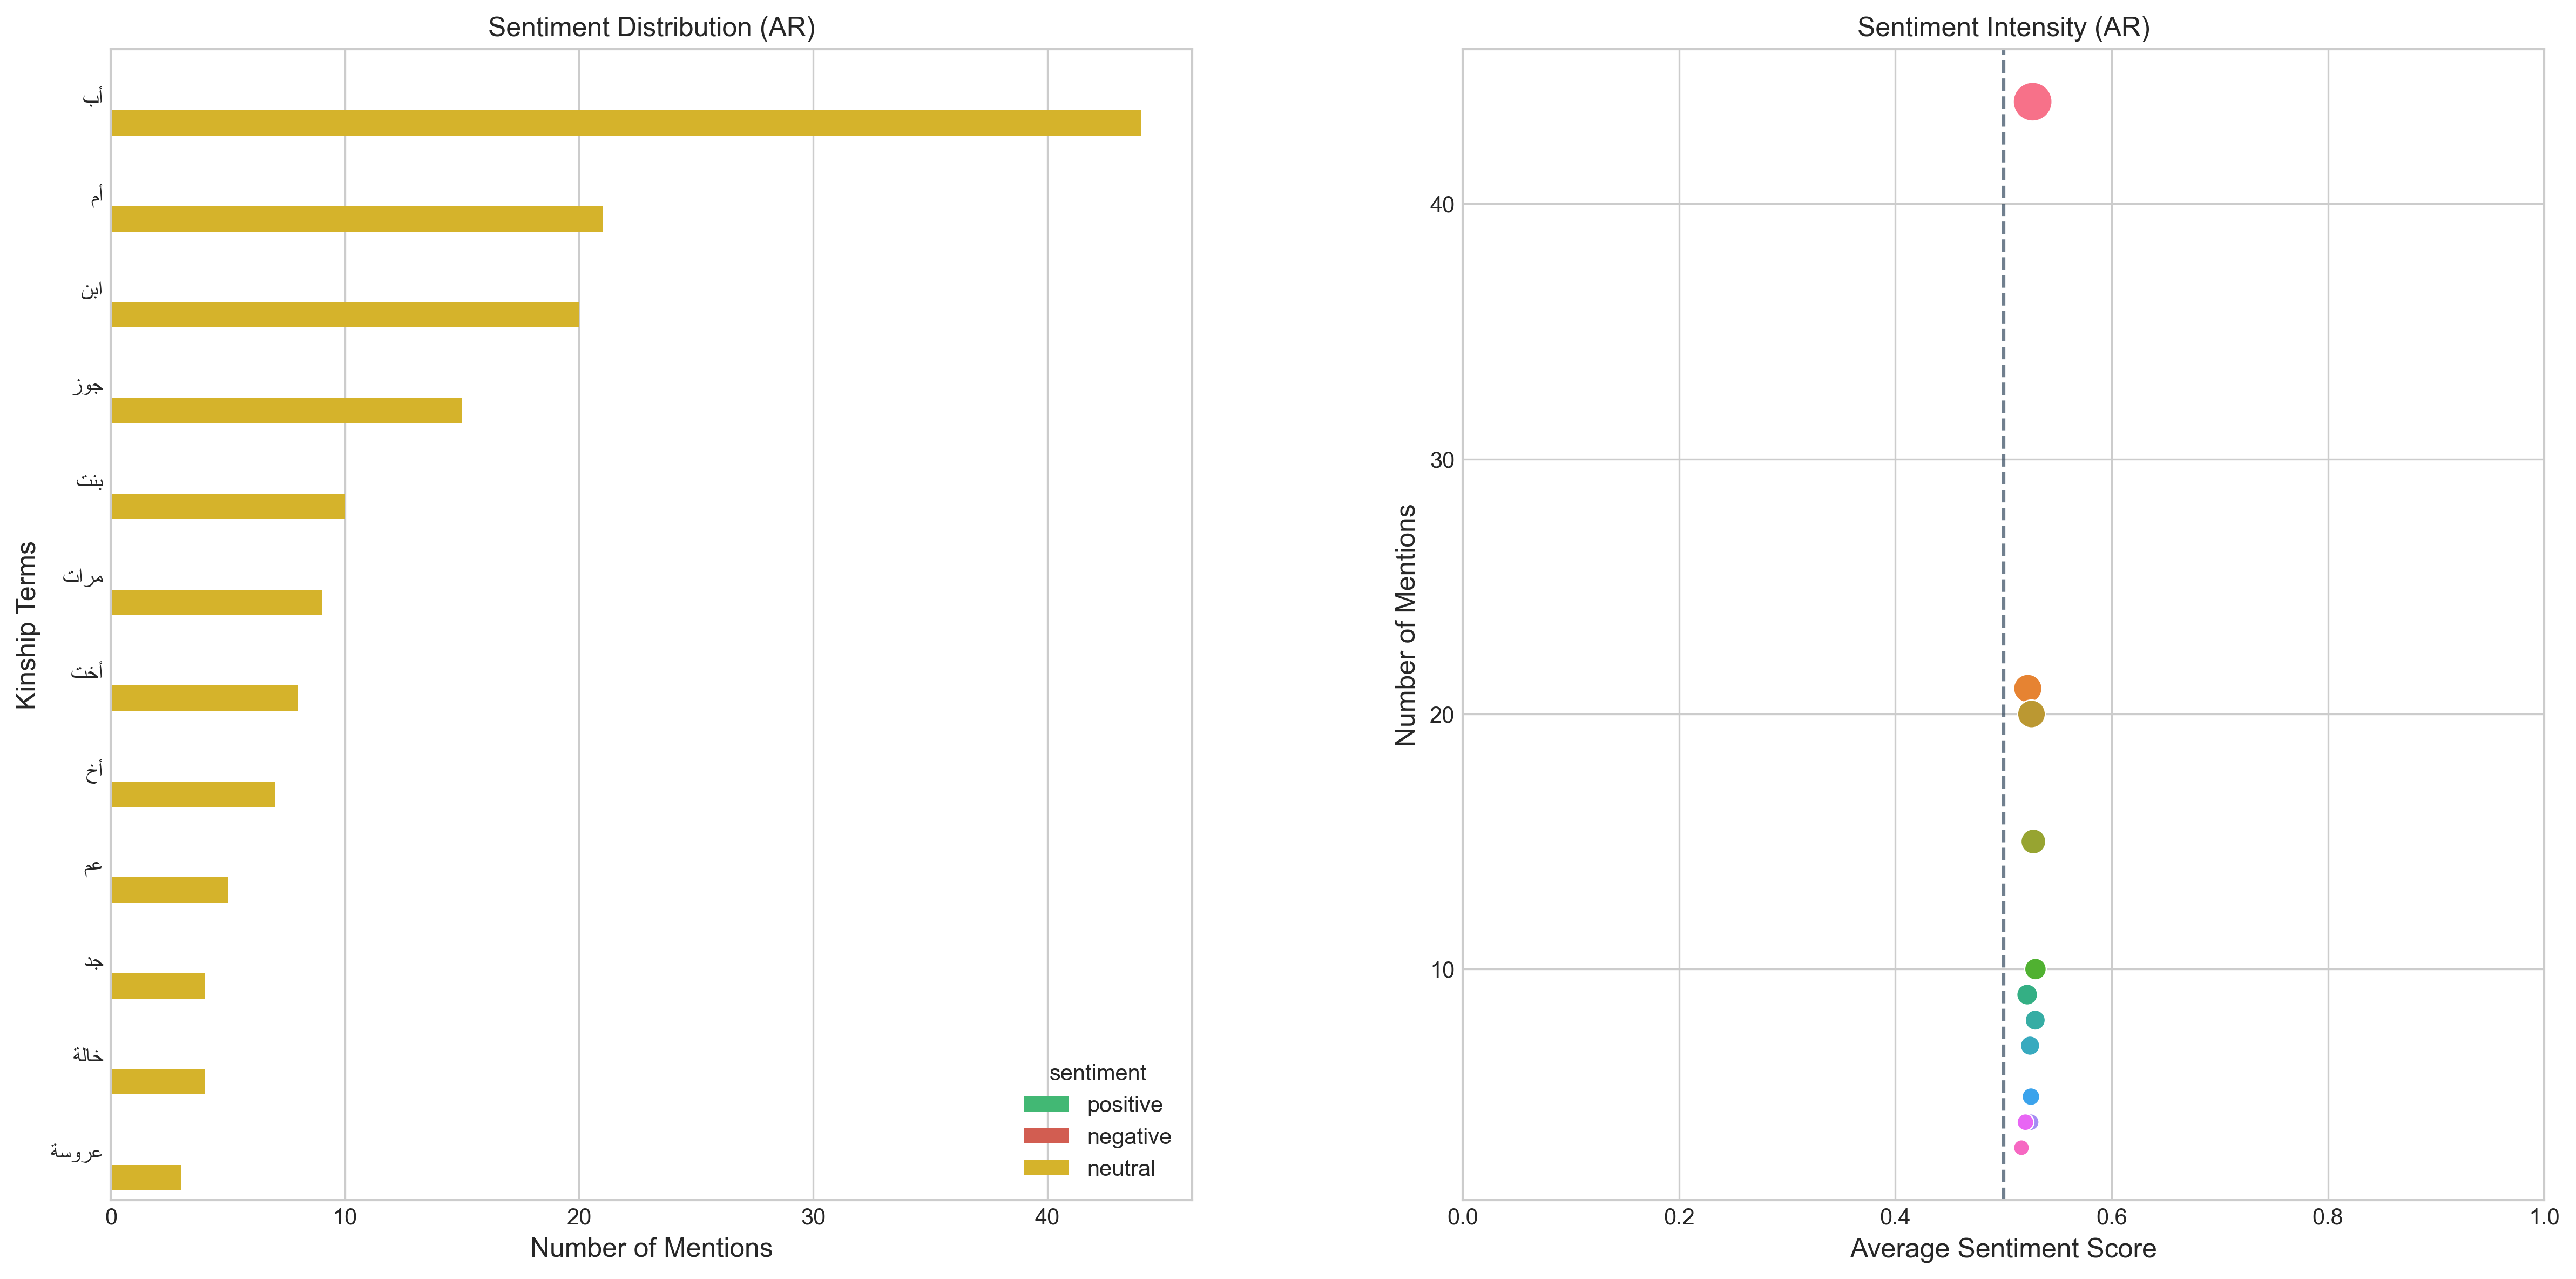 Sentiment Distribution (AR)
Kinship Terms
أب
أم
ابن
جوز
بنت
مرات
أخت
أخ
عم
جد
خالة
عروسة
sentiment
positive
negative
neutral
0 10 20 30 40
Number of Mentions
Sentiment Intensity (AR)
Number of Mentions
40
30
20
10
0.0 0.2 0.4 0.6 0.8 1.0
Average Sentiment Score